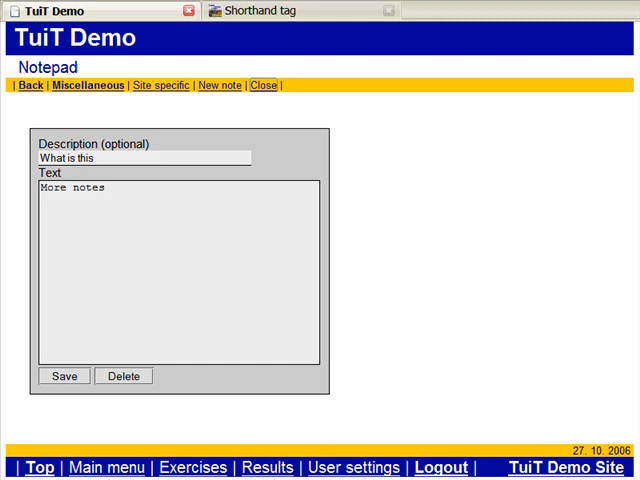 TuiT Demo
Shorthand tag
TuiT Demo
Notepad
| Back | Miscellaneous | Site specific | New note | Close |
Description (optional)
What is this
Text
More notes
Save Delete
27. 10. 2006
| Top | Main menu | Exercises | Results | User settings | Logout | TuiT Demo Site